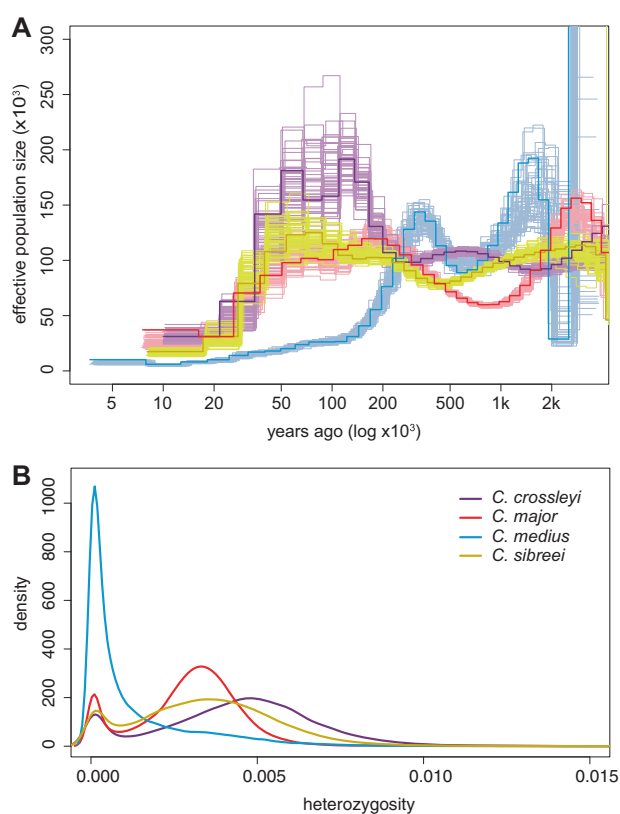 A
effective population size (×10³)
300
250
200
150
100
50
0
5 10 20 50 100 200 500 1k 2k
years ago (log x10³)
B
density
1000
800
600
400
200
0
C. crossleyi
C. major
C. medius
C. sibreei
0.000 0.005 0.010 0.015
heterozygosity